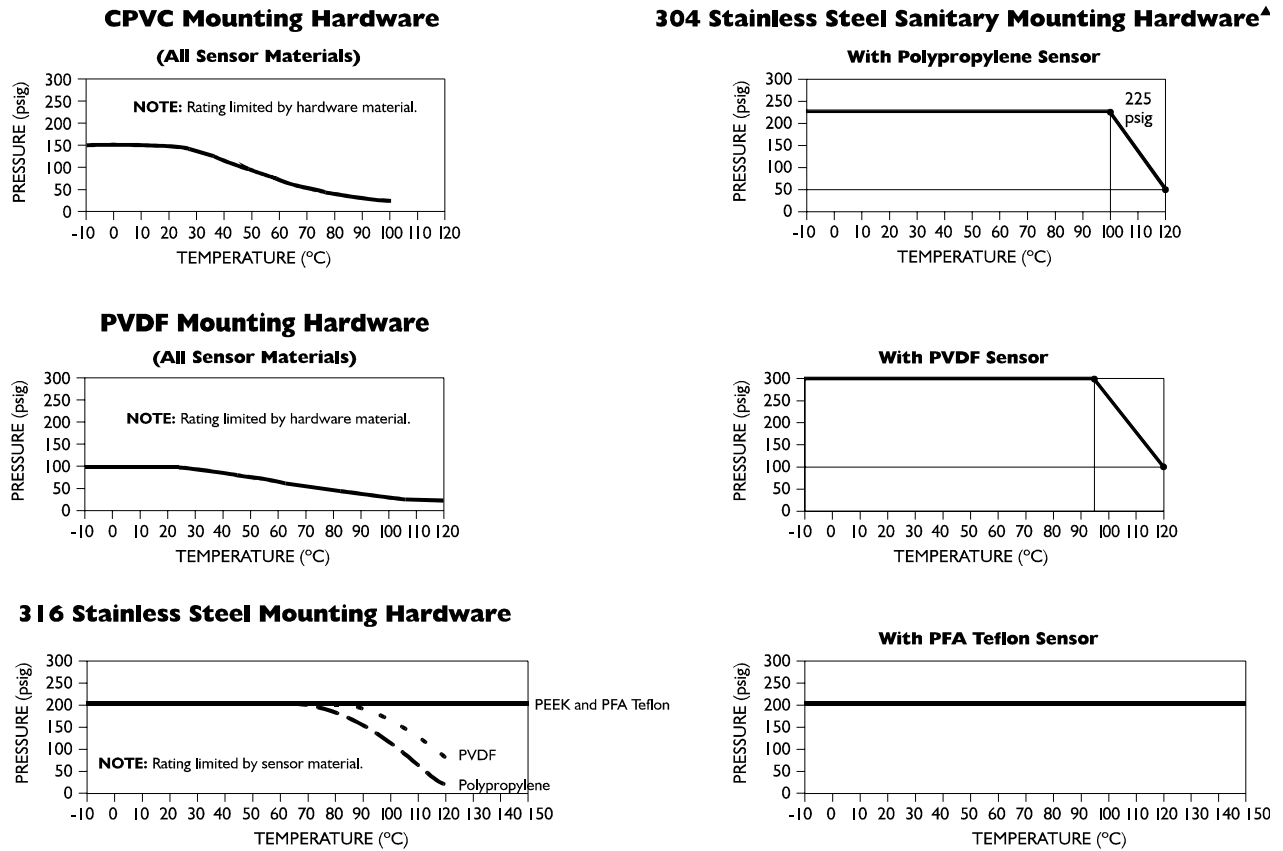 CPVC Mounting Hardware
(All Sensor Materials)
PRESSURE (psig)
300
250
200
150
100
50
0
NOTE: Rating limited by hardware material.
-10 0 10 20 30 40 50 60 70 80 90 100 110 120
TEMPERATURE (ºC)
304 Stainless Steel Sanitary Mounting Hardware▲
With Polypropylene Sensor
PRESSURE (psig)
300
250
200
150
100
50
0
225
psig
-10 0 10 20 30 40 50 60 70 80 90 100 110 120
TEMPERATURE (ºC)
PVDF Mounting Hardware
(All Sensor Materials)
PRESSURE (psig)
300
250
200
150
100
50
0
NOTE: Rating limited by hardware material.
-10 0 10 20 30 40 50 60 70 80 90 100 110 120
TEMPERATURE (ºC)
With PVDF Sensor
PRESSURE (psig)
300
250
200
150
100
50
0
-10 0 10 20 30 40 50 60 70 80 90 100 110 120
TEMPERATURE (ºC)
316 Stainless Steel Mounting Hardware
PRESSURE (psig)
300
250
200
150
100
50
0
PEEK and PFA Teflon
PVDF
Polypropylene
NOTE: Rating limited by sensor material.
-10 0 10 20 30 40 50 60 70 80 90 100 110 120 130 140 150
TEMPERATURE (ºC)
With PFA Teflon Sensor
PRESSURE (psig)
300
250
200
150
100
50
0
-10 0 10 20 30 40 50 60 70 80 90 100 110 120 130 140 150
TEMPERATURE (ºC)